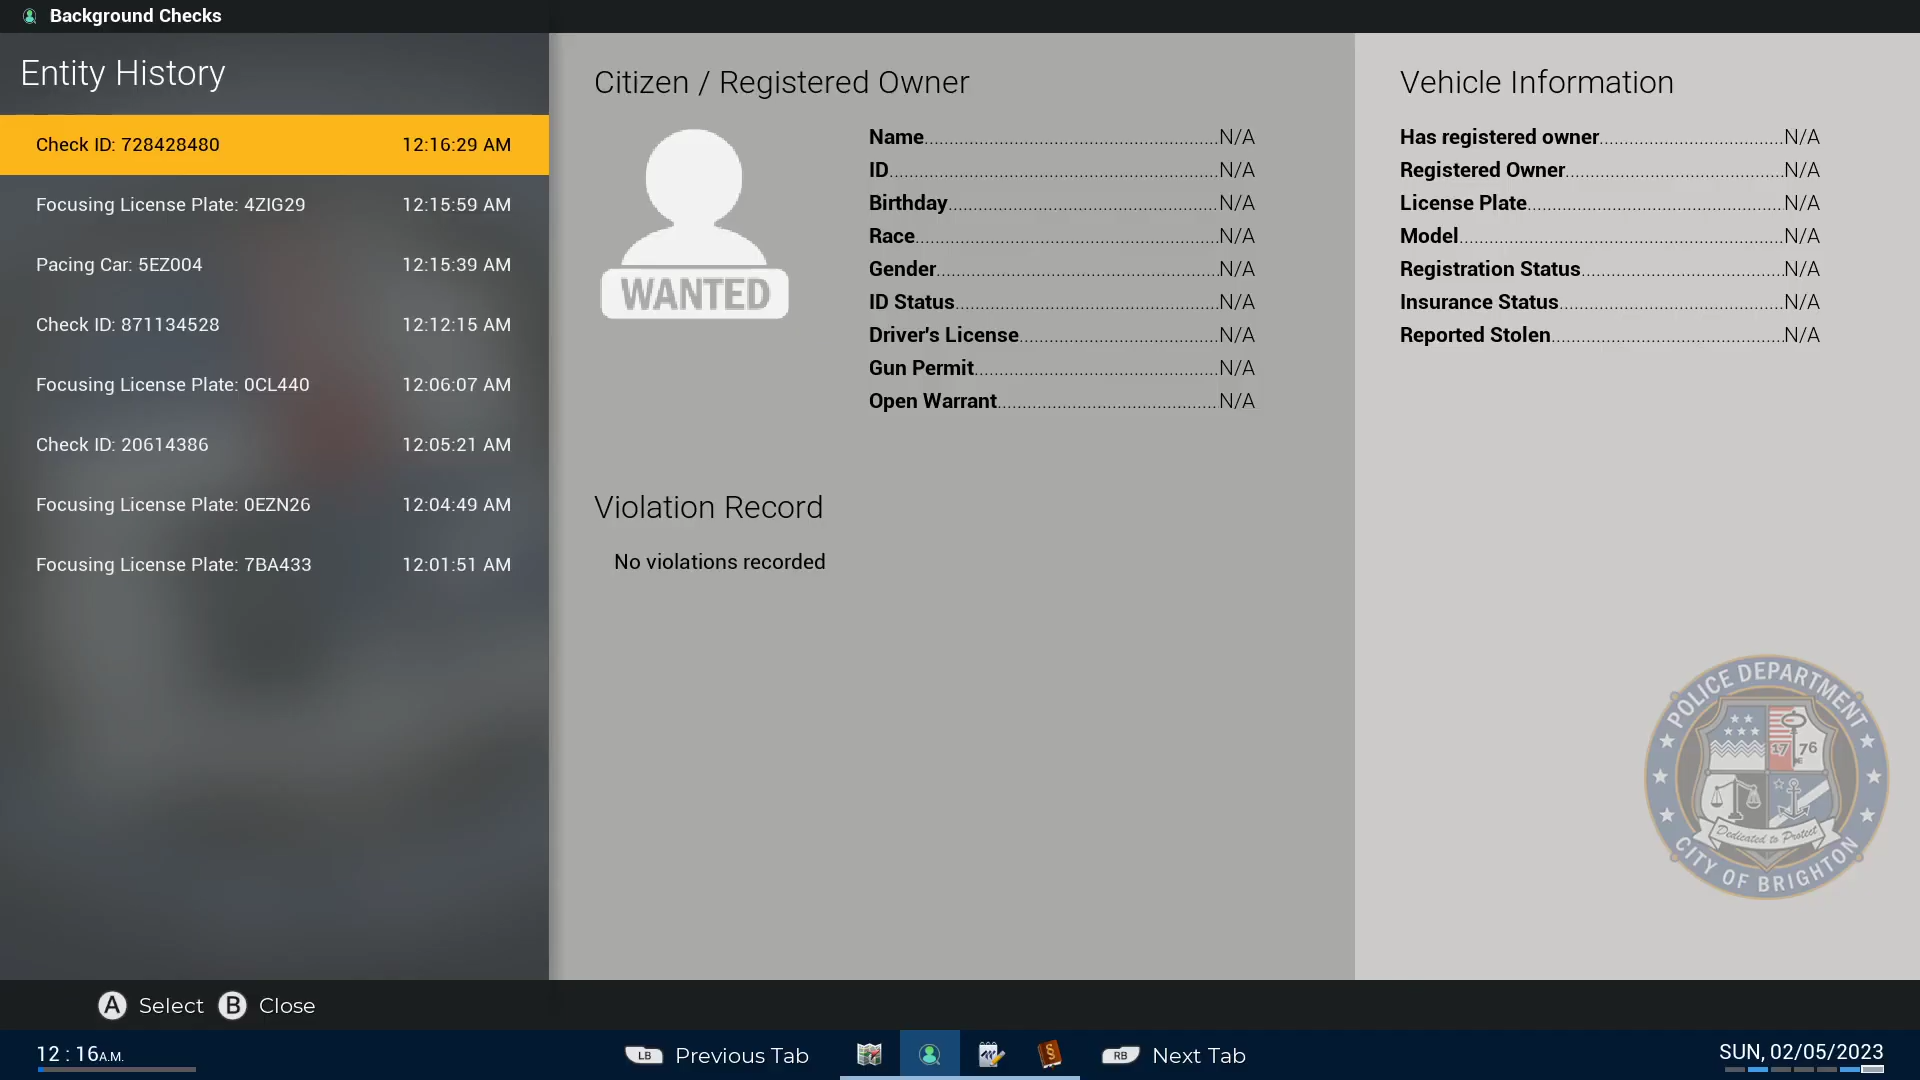 Background Checks
Entity History
Check ID: 728428480 12:16:29 AM
Focusing License Plate: 4ZIG29 12:15:59 AM
Pacing Car: 5EZ004 12:15:39 AM
Check ID: 871134528 12:12:15 AM
Focusing License Plate: 0CL440 12:06:07 AM
Check ID: 20614386 12:05:21 AM
Focusing License Plate: 0EZN26 12:04:49 AM
Focusing License Plate: 7BA433 12:01:51 AM
Citizen / Registered Owner
WANTED
Name N/A
ID N/A
Birthday N/A
Race N/A
Gender N/A
ID Status N/A
Driver's License N/A
Gun Permit N/A
Open Warrant N/A
Violation Record
No violations recorded
Vehicle Information
Has registered owner N/A
Registered Owner N/A
License Plate N/A
Model N/A
Registration Status N/A
Insurance Status N/A
Reported Stolen N/A
POLICE DEPARTMENT
17 76
Dedicated to Protect
CITY OF BRIGHTON
A Select B Close
12 : 16 A.M.
LB Previous Tab
§
RB Next Tab
SUN, 02/05/2023